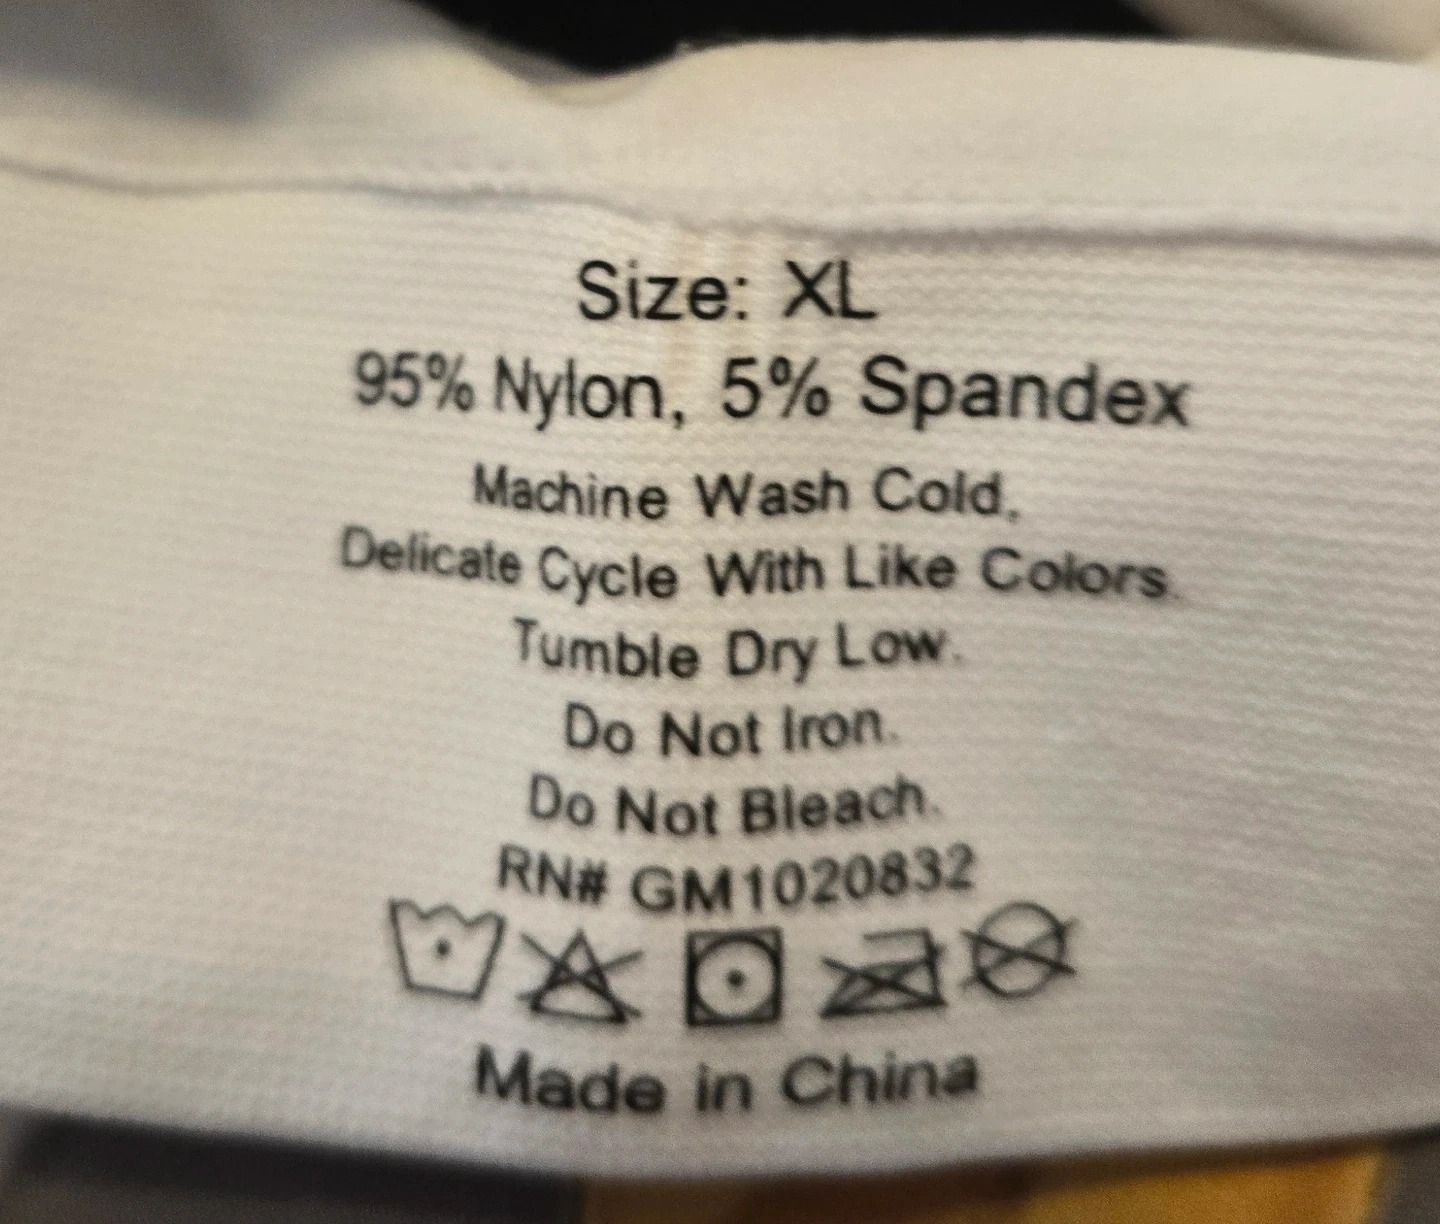 Size: XL
95% Nylon, 5% Spandex
Machine Wash Cold,
Delicate Cycle With Like Colors.
Tumble Dry Low.
Do Not Iron.
Do Not Bleach.
RN# GM1020832
Made in China